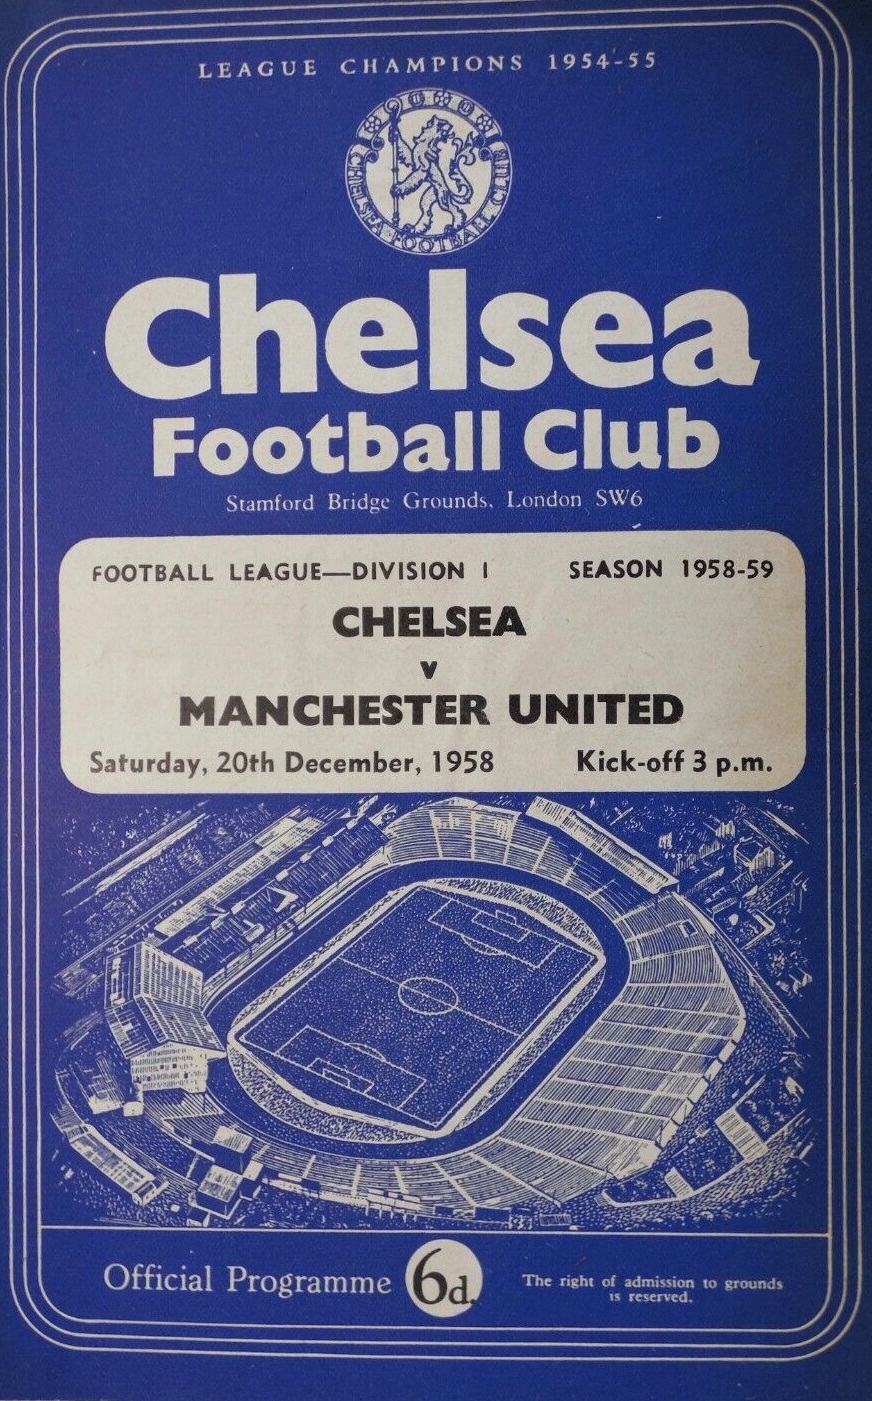 LEAGUE CHAMPIONS 1954-55
CHELSEA FOOTBALL CLUB
Chelsea
Football Club
Stamford Bridge Grounds, London SW6
FOOTBALL LEAGUE—DIVISION I SEASON 1958-59
CHELSEA
v
MANCHESTER UNITED
Saturday, 20th December, 1958 Kick-off 3 p.m.
Official Programme 6d. The right of admission to grounds
is reserved.